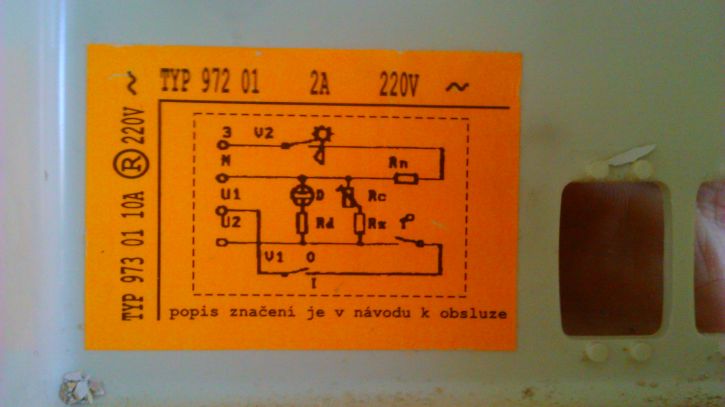 TYP 972 01 2A 220V ~
TYP 973 01 10A Ⓡ 220V ~
3 V2
M Rn
U1 D Rc
U2 Rd Rz
V1 0
I
popis značení je v návodu k obsluze